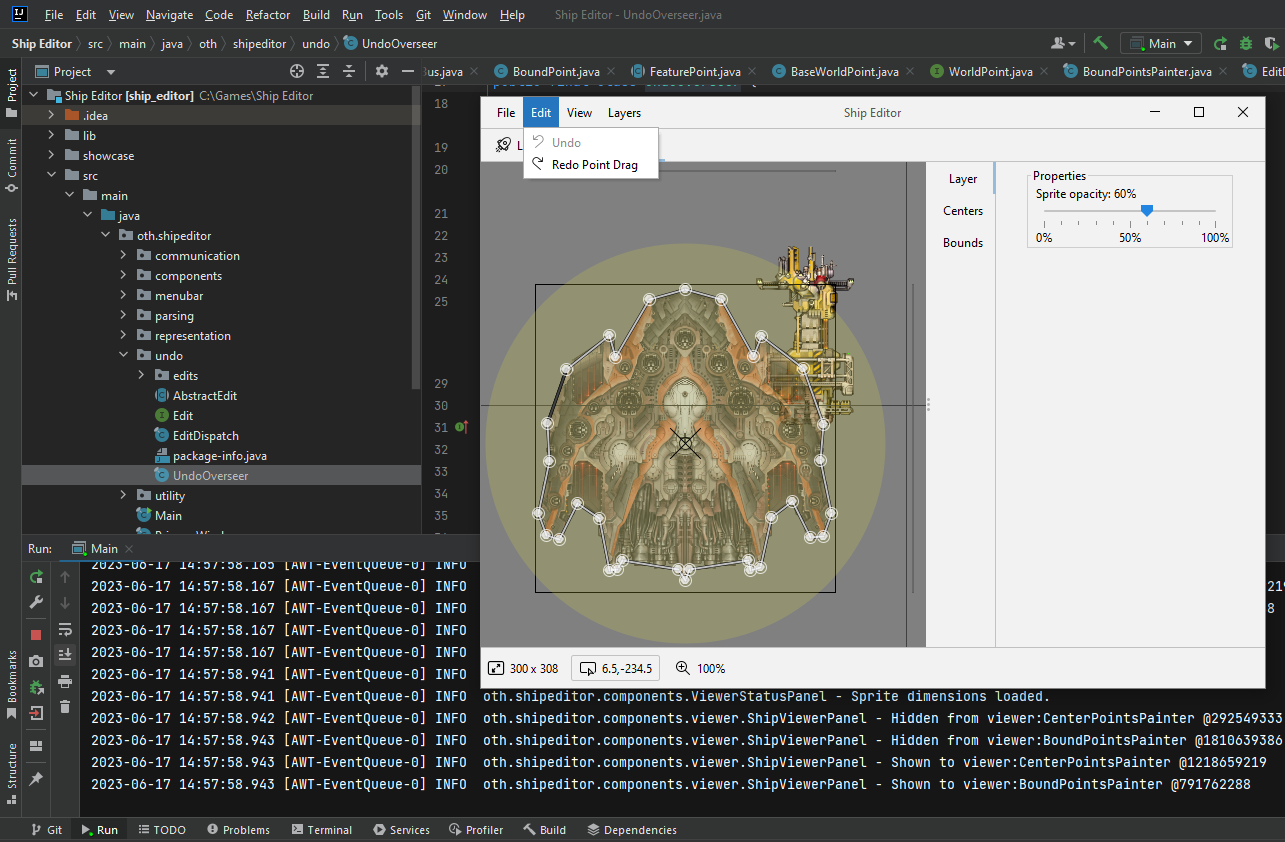 File Edit View Navigate Code Refactor Build Run Tools Git Window Help Ship Editor - UndoOverseer.java
Ship Editor src main java oth shipeditor undo UndoOverseer Main
Project
Commit
Pull Requests
Bookmarks
Structure
Project
Bus.java BoundPoint.java FeaturePoint.java BaseWorldPoint.java WorldPoint.java BoundPointsPainter.java EditD
Ship Editor [ship_editor] C:\Games\Ship Editor
.idea
lib
showcase
src
main
java
oth.shipeditor
communication
components
menubar
parsing
representation
undo
edits
AbstractEdit
Edit
EditDispatch
package-info.java
UndoOverseer
utility
Main
18
19
20
21
22
23
24
25
29
30
31
32
33
34
35
File Edit View Layers Ship Editor
L
Undo
Redo Point Drag
Layer
Centers
Bounds
Properties
Sprite opacity: 60%
0% 50% 100%
300 x 308 6.5,-234.5 100%
Run: Main
2023-06-17 14:57:58.165 [AWT-EventQueue-0] INFO
2023-06-17 14:57:58.167 [AWT-EventQueue-0] INFO 219
2023-06-17 14:57:58.167 [AWT-EventQueue-0] INFO 8
2023-06-17 14:57:58.167 [AWT-EventQueue-0] INFO
2023-06-17 14:57:58.167 [AWT-EventQueue-0] INFO
2023-06-17 14:57:58.941 [AWT-EventQueue-0] INFO
2023-06-17 14:57:58.941 [AWT-EventQueue-0] INFO oth.shipeditor.components.ViewerStatusPanel - Sprite dimensions loaded.
2023-06-17 14:57:58.942 [AWT-EventQueue-0] INFO oth.shipeditor.components.viewer.ShipViewerPanel - Hidden from viewer:CenterPointsPainter @292549333
2023-06-17 14:57:58.943 [AWT-EventQueue-0] INFO oth.shipeditor.components.viewer.ShipViewerPanel - Hidden from viewer:BoundPointsPainter @1810639386
2023-06-17 14:57:58.943 [AWT-EventQueue-0] INFO oth.shipeditor.components.viewer.ShipViewerPanel - Shown to viewer:CenterPointsPainter @1218659219
2023-06-17 14:57:58.943 [AWT-EventQueue-0] INFO oth.shipeditor.components.viewer.ShipViewerPanel - Shown to viewer:BoundPointsPainter @791762288
Git Run TODO Problems Terminal Services Profiler Build Dependencies